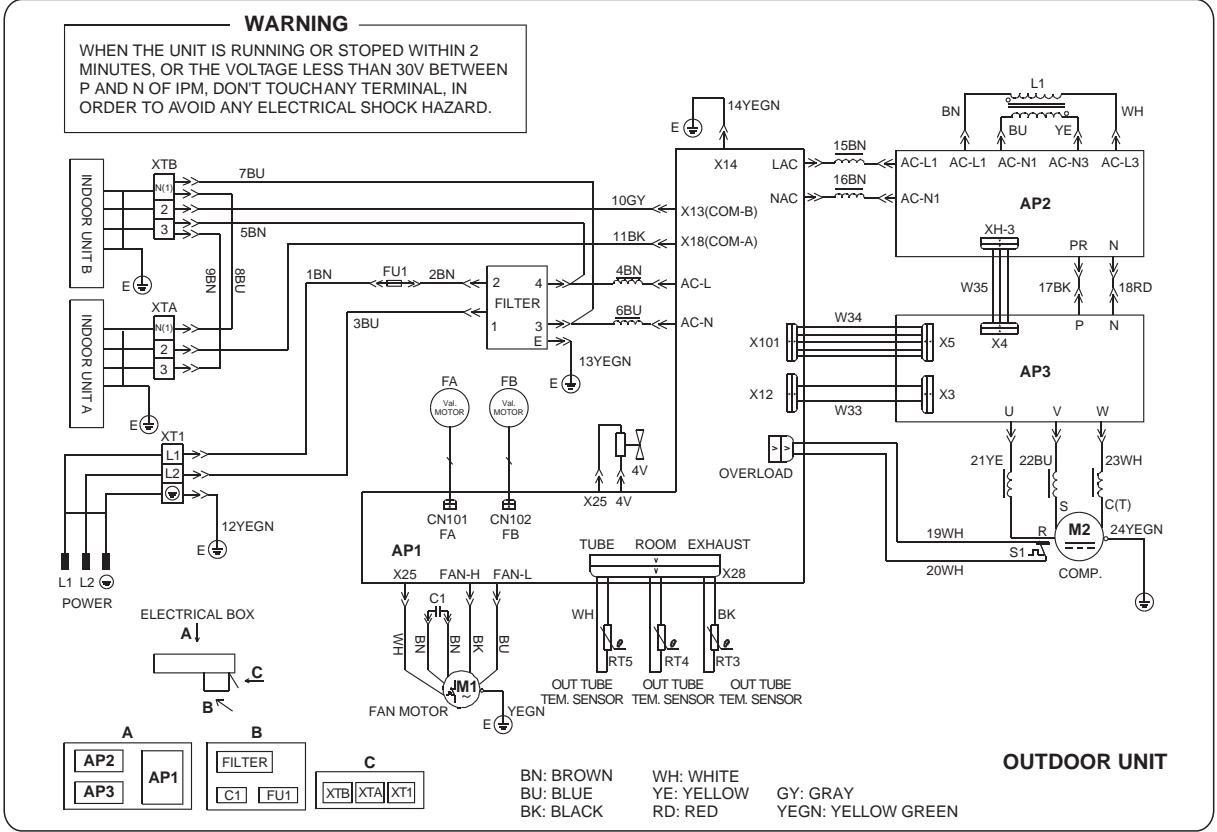 WARNING
WHEN THE UNIT IS RUNNING OR STOPED WITHIN 2
MINUTES, OR THE VOLTAGE LESS THAN 30V BETWEEN
P AND N OF IPM, DON'T TOUCHANY TERMINAL, IN
ORDER TO AVOID ANY ELECTRICAL SHOCK HAZARD.
INDOOR UNIT B
XTB
N(1)
2
3
E
7BU
5BN
9BN
8BU
INDOOR UNIT A
XTA
N(1)
2
3
E
10GY
11BK
1BN
FU1
2BN
3BU
2
4
FILTER
1
3
E
13YEGN
E
4BN
6BU
E
14YEGN
X14
X13(COM-B)
X18(COM-A)
AC-L
AC-N
LAC
NAC
15BN
16BN
L1
BN
BU
YE
WH
AC-L1
AC-L1
AC-N1
AC-N3
AC-L3
AC-N1
AP2
XH-3
PR
N
W35
17BK
18RD
X4
P
N
AP3
W34
X101
X5
X12
X3
W33
U
V
W
21YE
22BU
23WH
S
C(T)
R
M2
24YEGN
S1
COMP.
19WH
20WH
OVERLOAD
XT1
L1
L2
12YEGN
E
L1
L2
POWER
FA
Val.
MOTOR
FB
Val.
MOTOR
CN101
FA
CN102
FB
4V
X25
4V
AP1
X25
FAN-H
FAN-L
TUBE
ROOM
EXHAUST
X28
C1
WH
BN
BN
BK
BU
M1
~
FAN MOTOR
E
YEGN
WH
BK
RT5
RT4
RT3
OUT TUBE
TEM. SENSOR
OUT TUBE
TEM. SENSOR
OUT TUBE
TEM. SENSOR
ELECTRICAL BOX
A
C
B
A
AP2
AP3
AP1
B
FILTER
C1
FU1
C
XTB
XTA
XT1
BN: BROWN
WH: WHITE
BU: BLUE
YE: YELLOW
GY: GRAY
BK: BLACK
RD: RED
YEGN: YELLOW GREEN
OUTDOOR UNIT